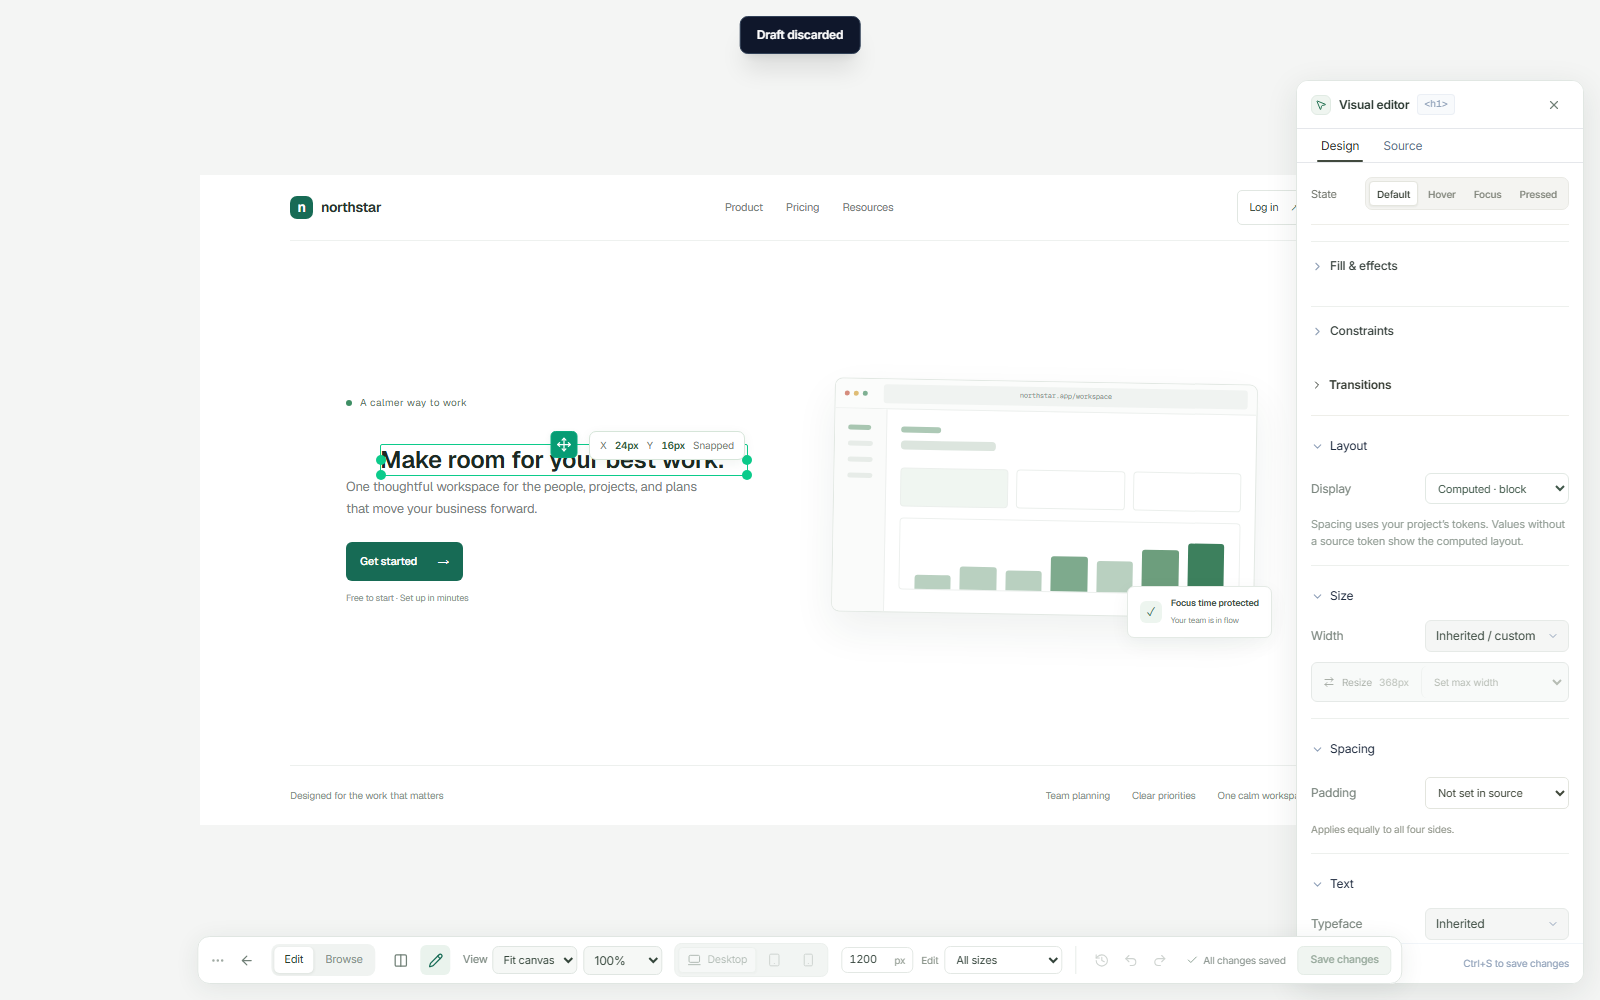 Draft discarded
Visual editor <h1>
Design Source
State Default Hover Focus Pressed
n northstar
Product Pricing Resources
Log in
Fill & effects
Constraints
Transitions
Layout
Display Computed · block
Spacing uses your project's tokens. Values without
a source token show the computed layout.
Size
Width Inherited / custom
Resize 368px Set max width
Spacing
Padding Not set in source
Applies equally to all four sides.
Text
Typeface Inherited
Ctrl+S to save changes
A calmer way to work
X 24px Y 16px Snapped
Make room for your best work.
One thoughtful workspace for the people, projects, and plans
that move your business forward.
Get started →
Free to start · Set up in minutes
northstar.app/workspace
Focus time protected
Your team is in flow
Designed for the work that matters
Team planning Clear priorities One calm
Edit Browse View Fit canvas 100% Desktop 1200 px Edit All sizes All changes saved Save changes